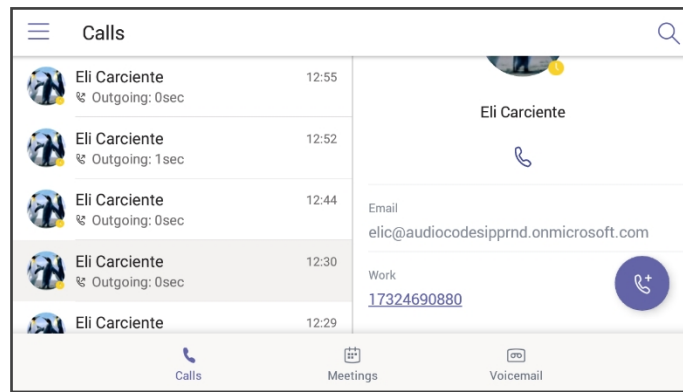 Calls
Eli Carciente 12:55
Outgoing: 0sec
Eli Carciente 12:52
Outgoing: 1sec
Eli Carciente 12:44
Outgoing: 0sec
Eli Carciente 12:30
Outgoing: 0sec
Eli Carciente 12:29
Eli Carciente
Email
elic@audiocodesipprnd.onmicrosoft.com
Work
17324690880
Calls Meetings Voicemail